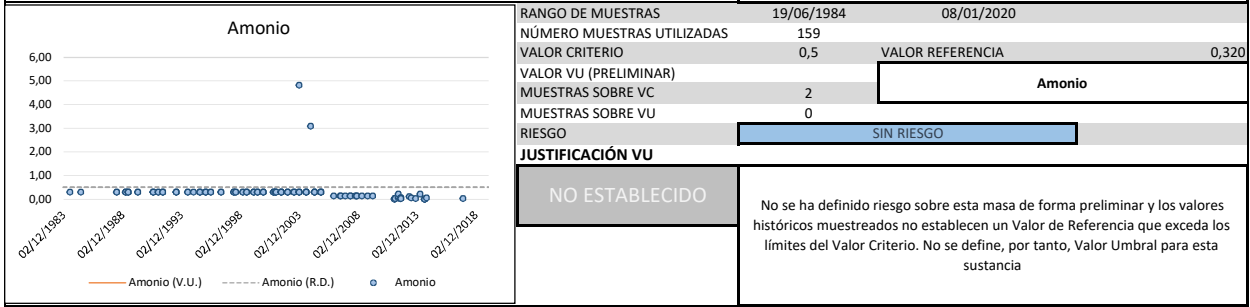 Amonio
6,00
5,00
4,00
3,00
2,00
1,00
0,00
02/12/1983
02/12/1988
02/12/1993
02/12/1998
02/12/2003
02/12/2008
02/12/2013
02/12/2018
Amonio (V.U.) Amonio (R.D.) Amonio
RANGO DE MUESTRAS 19/06/1984 08/01/2020
NÚMERO MUESTRAS UTILIZADAS 159
VALOR CRITERIO 0,5 VALOR REFERENCIA 0,320
VALOR VU (PRELIMINAR)
Amonio
MUESTRAS SOBRE VC 2
MUESTRAS SOBRE VU 0
RIESGO SIN RIESGO
JUSTIFICACIÓN VU
NO ESTABLECIDO
No se ha definido riesgo sobre esta masa de forma preliminar y los valores
históricos muestreados no establecen un Valor de Referencia que exceda los
límites del Valor Criterio. No se define, por tanto, Valor Umbral para esta
sustancia